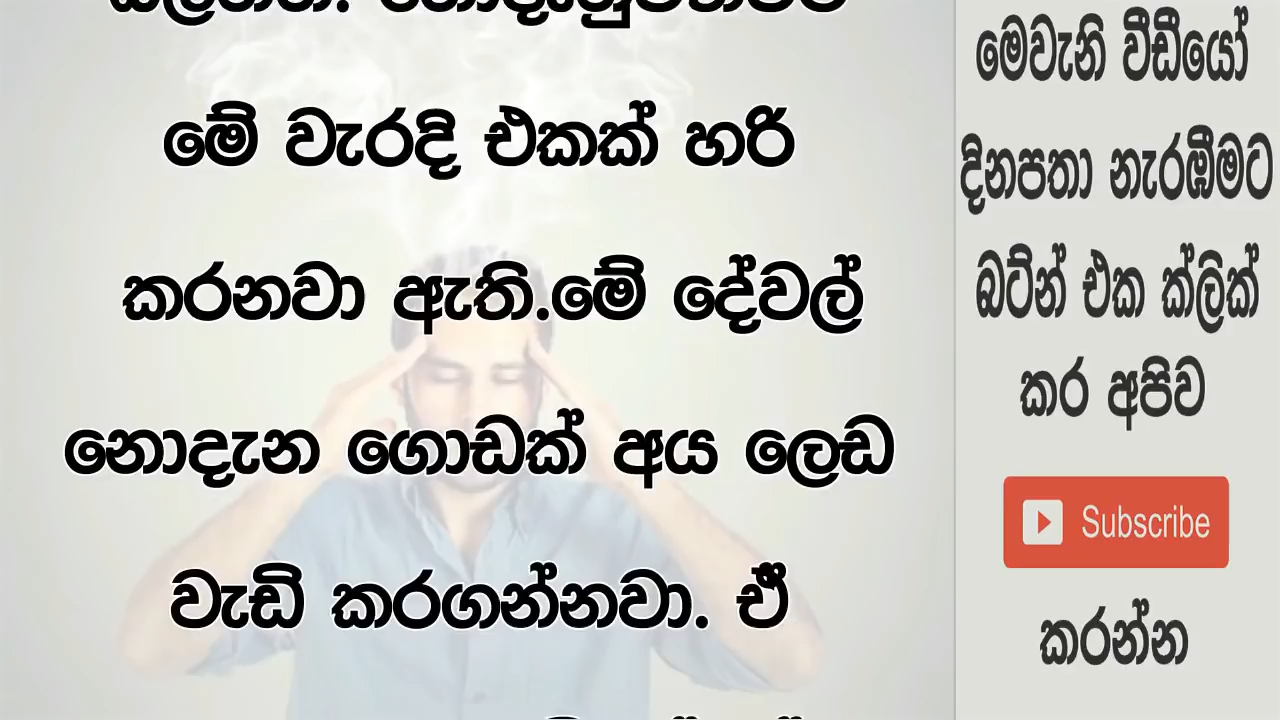 මේ වැරදි එකක් හරි
කරනවා ඇති.මේ දේවල්
නොදැන ගොඩක් අය ලෙඩ
වැඩි කරගන්නවා. ඒ
මෙවැනි වීඩීයෝ
දිනපතා නැරඹීමට
බටින් එක ක්ලික්
කර අපිව
Subscribe
කරන්න